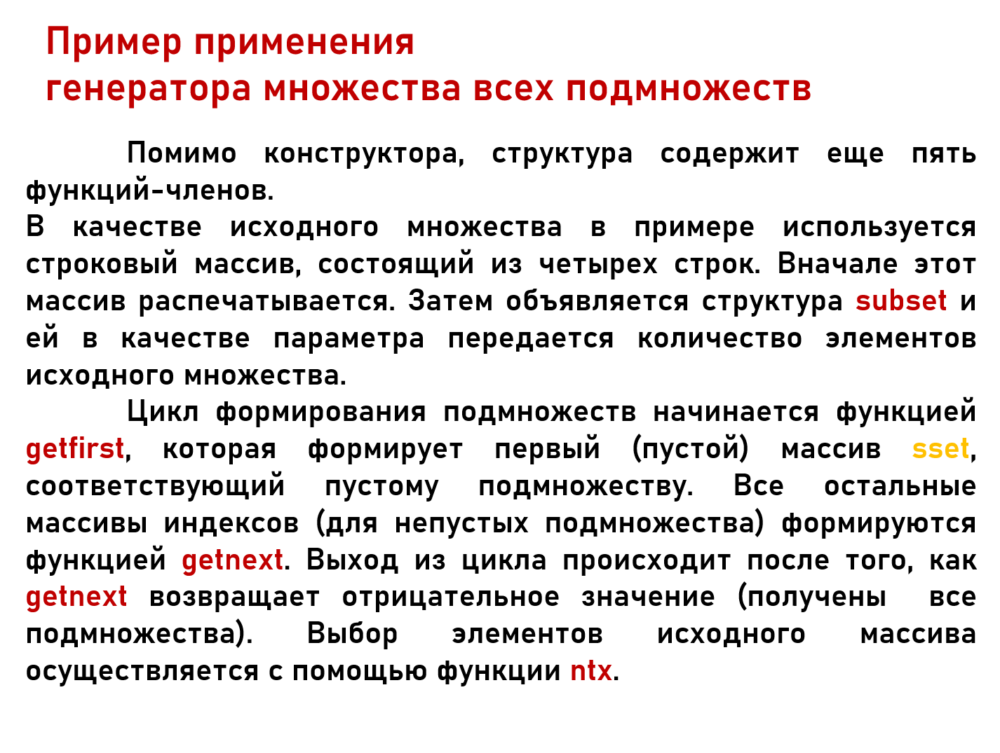 Пример применения
генератора множества всех подмножеств
Помимо конструктора, структура содержит еще пять
функций-членов.
В качестве исходного множества в примере используется
строковый массив, состоящий из четырех строк. Вначале этот
массив распечатывается. Затем объявляется структура subset и
ей в качестве параметра передается количество элементов
исходного множества.
Цикл формирования подмножеств начинается функцией
getfirst, которая формирует первый (пустой) массив sset,
соответствующий пустому подмножеству. Все остальные
массивы индексов (для непустых подмножества) формируются
функцией getnext. Выход из цикла происходит после того, как
getnext возвращает отрицательное значение (получены все
подмножества). Выбор элементов исходного массива
осуществляется с помощью функции ntx.